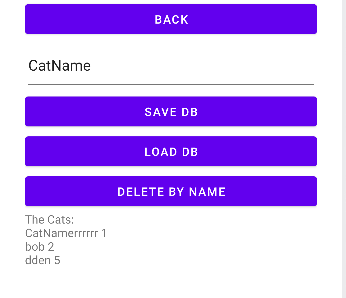 BACK
CatName
SAVE DB
LOAD DB
DELETE BY NAME
The Cats:
CatNamerrrrrr 1
bob 2
dden 5